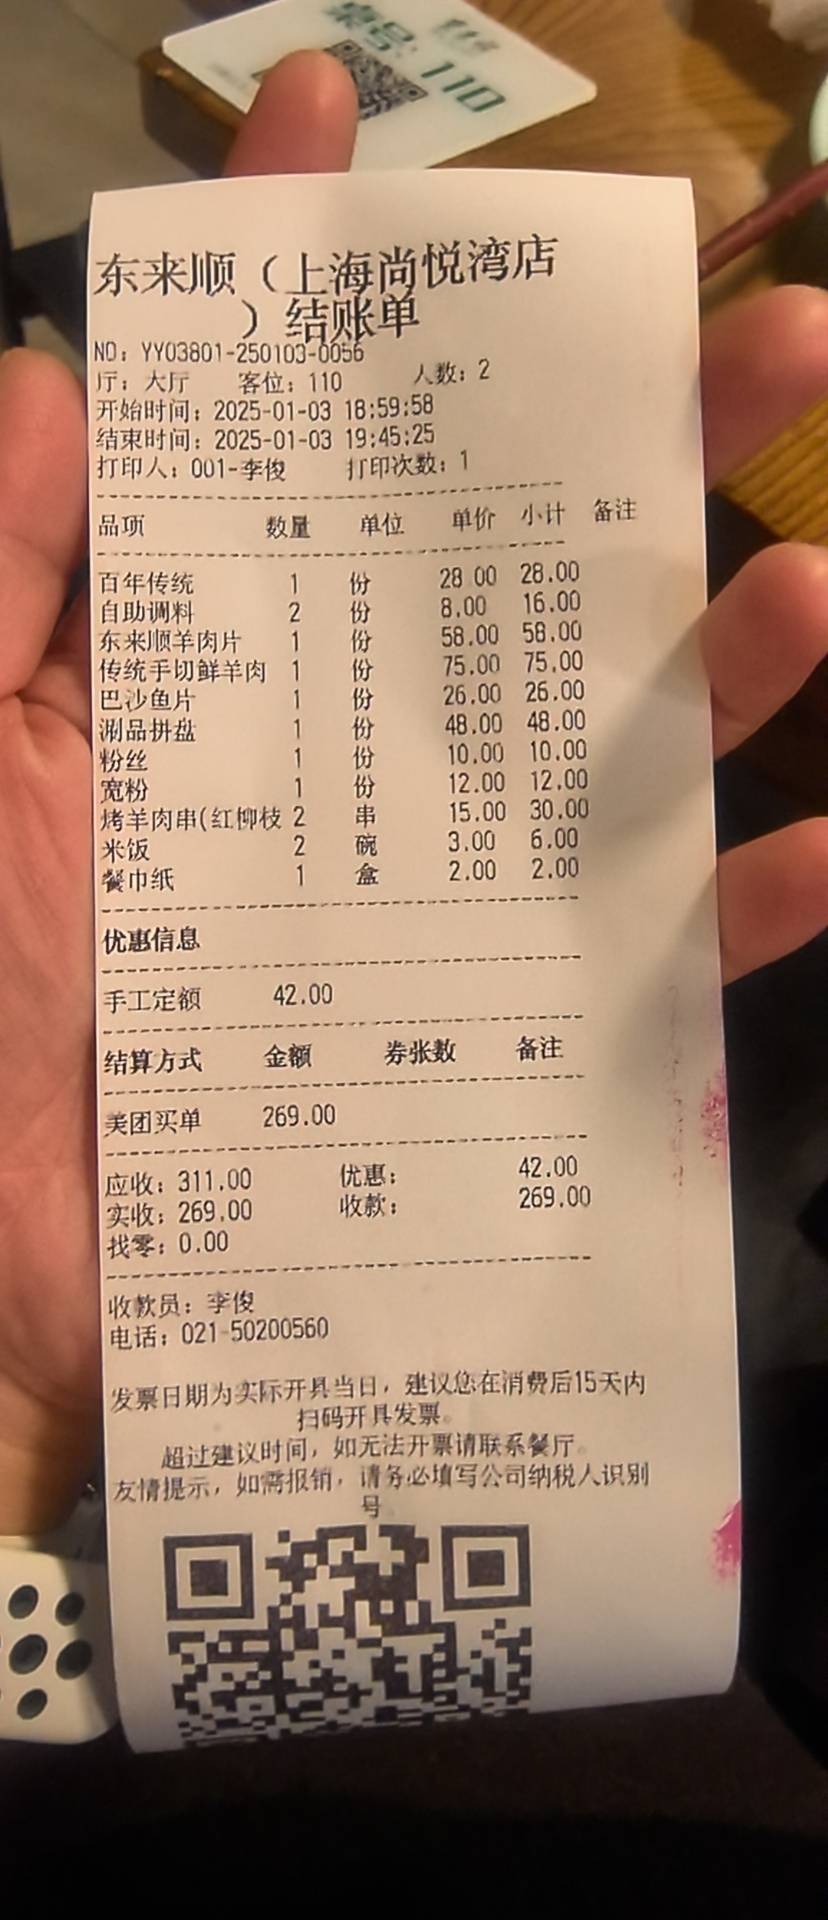 桌号:110
东来顺（上海尚悦湾店
）结账单
NO：YY03801-250103-0056
厅：大厅 客位：110 人数：2
开始时间：2025-01-03 18:59:58
结束时间：2025-01-03 19:45:25
打印人：001-李俊 打印次数：1
品项 数量 单位 单价 小计 备注
百年传统 1 份 28 00 28.00
自助调料 2 份 8.00 16.00
东来顺羊肉片 1 份 58.00 58.00
传统手切鲜羊肉 1 份 75.00 75.00
巴沙鱼片 1 份 26.00 26.00
涮品拼盘 1 份 48.00 48.00
粉丝 1 份 10.00 10.00
宽粉 1 份 12.00 12.00
烤羊肉串(红柳枝 2 串 15.00 30.00
米饭 2 碗 3.00 6.00
餐巾纸 1 盒 2.00 2.00
优惠信息
手工定额 42.00
结算方式 金额 券张数 备注
美团买单 269.00
应收：311.00 优惠： 42.00
实收：269.00 收款： 269.00
找零：0.00
收款员：李俊
电话：021-50200560
发票日期为实际开具当日，建议您在消费后15天内
扫码开具发票。
超过建议时间，如无法开票请联系餐厅。
友情提示，如需报销，请务必填写公司纳税人识别
号